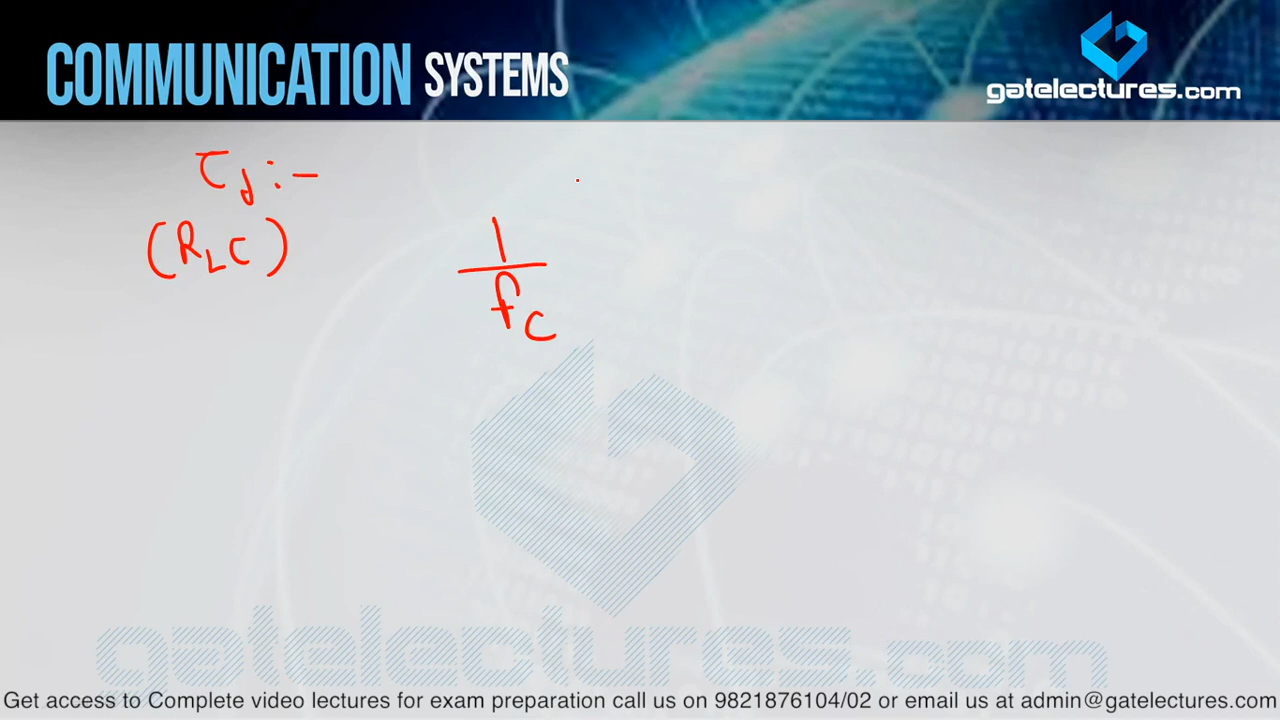 COMMUNICATION SYSTEMS
gatelectures.com
τd :-
(RLC)
1
fc
gatelectures.com
Get access to Complete video lectures for exam preparation call us on 9821876104/02 or email us at admin@gatelectures.com